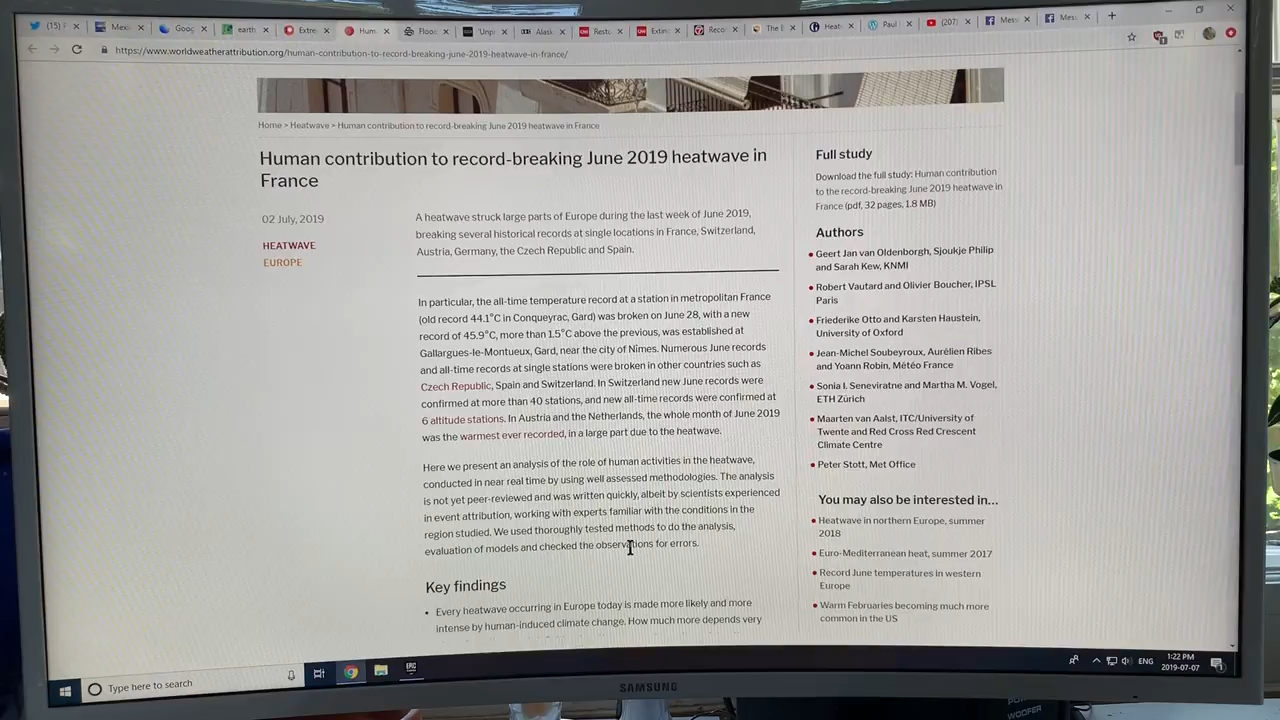 (15)
Mexi
Goog
earth
Extre
Hum
Floo
'Unp
Alask
Resto
Extin
Reco
The E
Heat
Paul
(207)
Mess
Mess
https://www.worldweatherattribution.org/human-contribution-to-record-breaking-june-2019-heatwave-in-france/
Home > Heatwave > Human contribution to record-breaking June 2019 heatwave in France
Human contribution to record-breaking June 2019 heatwave in
France
02 July, 2019
HEATWAVE
EUROPE
A heatwave struck large parts of Europe during the last week of June 2019,
breaking several historical records at single locations in France, Switzerland,
Austria, Germany, the Czech Republic and Spain.
In particular, the all-time temperature record at a station in metropolitan France
(old record 44.1°C in Conqueyrac, Gard) was broken on June 28, with a new
record of 45.9°C, more than 1.5°C above the previous, was established at
Gallargues-le-Montueux, Gard, near the city of Nîmes. Numerous June records
and all-time records at single stations were broken in other countries such as
Czech Republic, Spain and Switzerland. In Switzerland new June records were
confirmed at more than 40 stations, and new all-time records were confirmed at
6 altitude stations. In Austria and the Netherlands, the whole month of June 2019
was the warmest ever recorded, in a large part due to the heatwave.
Here we present an analysis of the role of human activities in the heatwave,
conducted in near real time by using well assessed methodologies. The analysis
is not yet peer-reviewed and was written quickly, albeit by scientists experienced
in event attribution, working with experts familiar with the conditions in the
region studied. We used thoroughly tested methods to do the analysis,
evaluation of models and checked the observations for errors.
Key findings
• Every heatwave occurring in Europe today is made more likely and more
intense by human-induced climate change. How much more depends very
Full study
Download the full study: Human contribution
to the record-breaking June 2019 heatwave in
France (pdf, 32 pages, 1.8 MB)
Authors
Geert Jan van Oldenborgh, Sjoukje Philip
and Sarah Kew, KNMI
Robert Vautard and Olivier Boucher, IPSL
Paris
Friederike Otto and Karsten Haustein,
University of Oxford
Jean-Michel Soubeyroux, Aurélien Ribes
and Yoann Robin, Météo France
Sonia I. Seneviratne and Martha M. Vogel,
ETH Zürich
Maarten van Aalst, ITC/University of
Twente and Red Cross Red Crescent
Climate Centre
Peter Stott, Met Office
You may also be interested in...
Heatwave in northern Europe, summer
2018
Euro-Mediterranean heat, summer 2017
Record June temperatures in western
Europe
Warm Februaries becoming much more
common in the US
Type here to search
EPIC
ENG
1:22 PM
2019-07-07
SAMSUNG
WOOFER